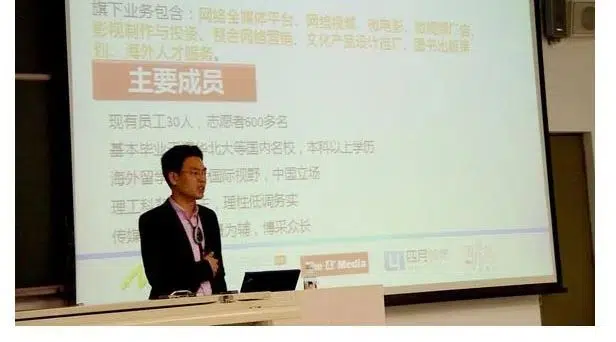 旗下业务包含：网络全媒体平台、网络视频、微电影、微视频广告、
影视制作与投资、整合网络营销、文化产品设计推广、图书出版策
划、海外人才服务。
主要成员
现有员工30人，志愿者600多名
基本毕业 华北大等国内名校，本科以上学历
海外留学 国际视野，中国立场
理工科 理性低调务实
传媒 为辅，博采众长
The 4 Media
四月